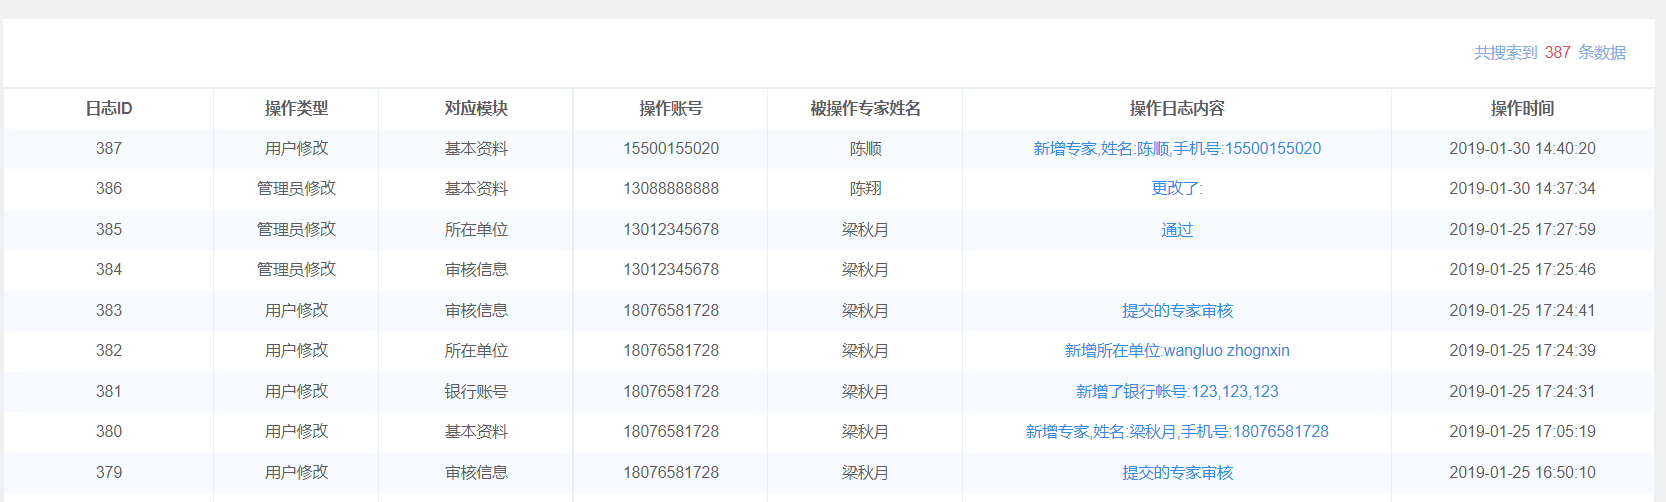 共搜索到 387 条数据
日志ID 操作类型 对应模块 操作账号 被操作专家姓名 操作日志内容 操作时间
387 用户修改 基本资料 15500155020 陈顺 新增专家,姓名:陈顺,手机号:15500155020 2019-01-30 14:40:20
386 管理员修改 基本资料 13088888888 陈翔 更改了: 2019-01-30 14:37:34
385 管理员修改 所在单位 13012345678 梁秋月 通过 2019-01-25 17:27:59
384 管理员修改 审核信息 13012345678 梁秋月 2019-01-25 17:25:46
383 用户修改 审核信息 18076581728 梁秋月 提交的专家审核 2019-01-25 17:24:41
382 用户修改 所在单位 18076581728 梁秋月 新增所在单位:wangluo zhognxin 2019-01-25 17:24:39
381 用户修改 银行账号 18076581728 梁秋月 新增了银行帐号:123,123,123 2019-01-25 17:24:31
380 用户修改 基本资料 18076581728 梁秋月 新增专家,姓名:梁秋月,手机号:18076581728 2019-01-25 17:05:19
379 用户修改 审核信息 18076581728 梁秋月 提交的专家审核 2019-01-25 16:50:10